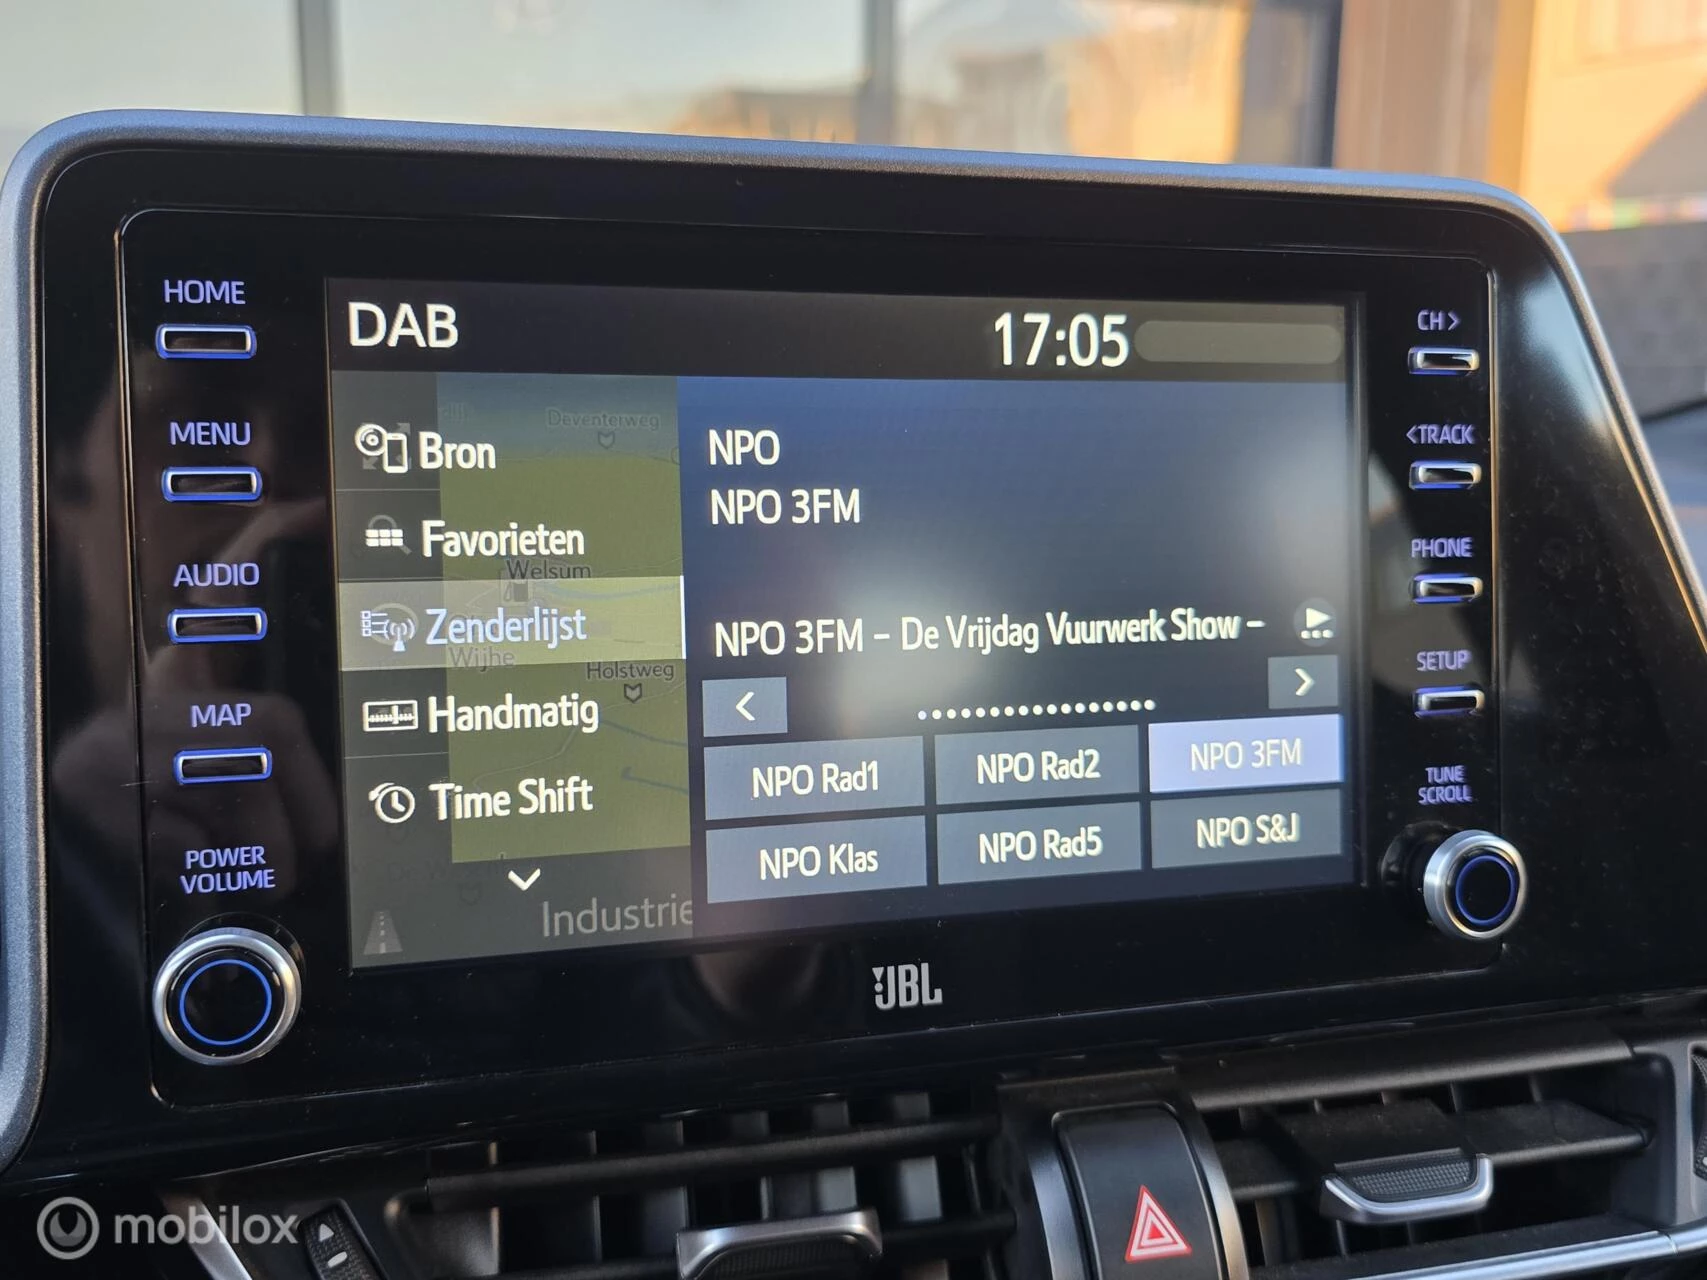 HOME
MENU
AUDIO
MAP
POWER
VOLUME
DAB
17:05
Deventerweg
Bron
Favorieten
Welsum
Zenderlijst
Wijhe
Holstweg
Handmatig
Time Shift
Industrie
NPO
NPO 3FM
NPO 3FM – De Vrijdag Vuurwerk Show –
NPO Rad1
NPO Rad2
NPO 3FM
NPO Klas
NPO Rad5
NPO S&J
CH >
<TRACK
PHONE
SETUP
TUNE
SCROLL
JBL
mobilox